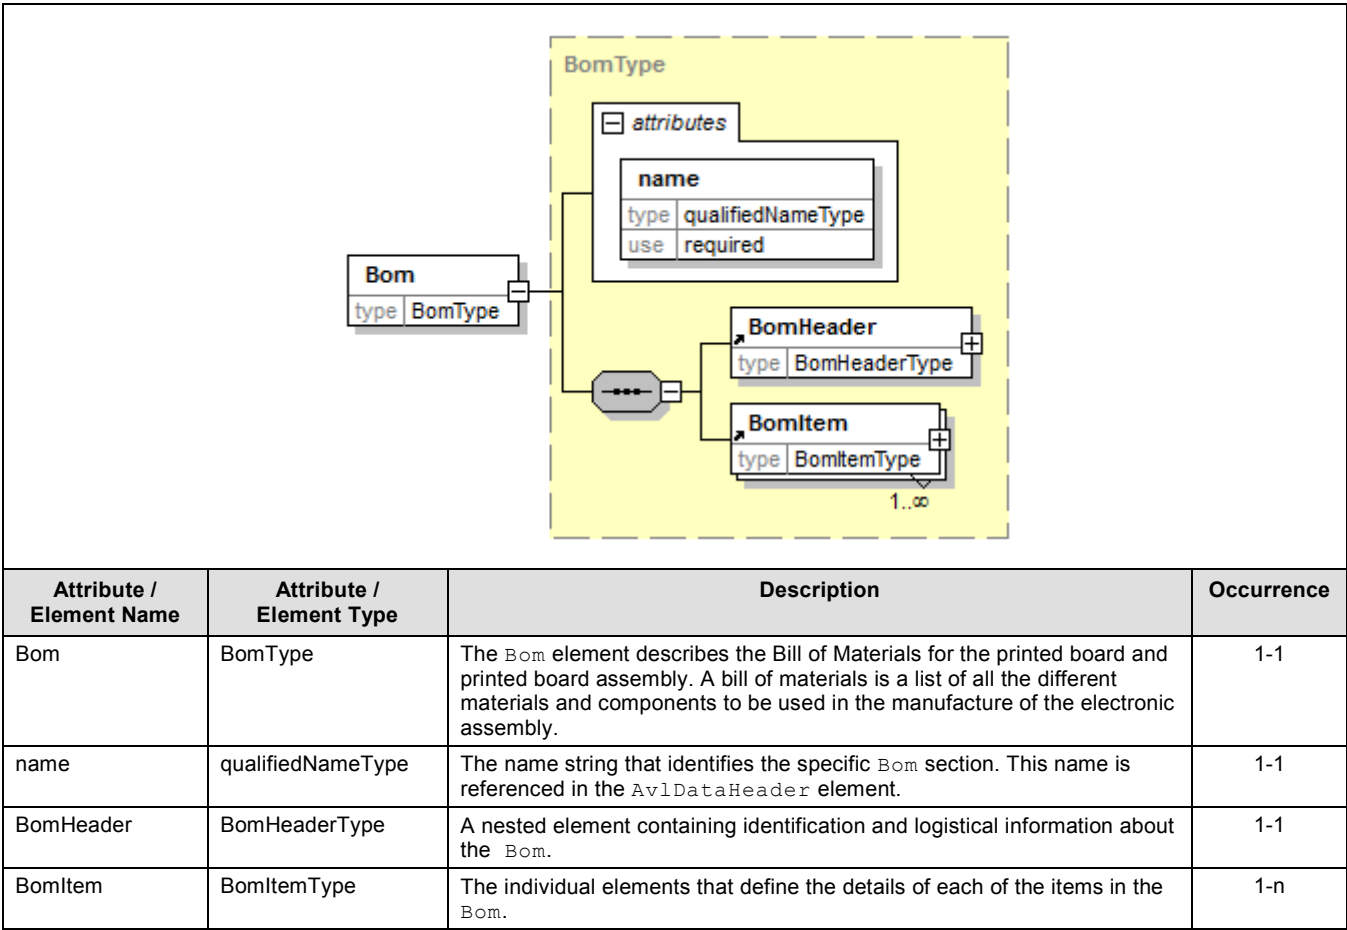 BomType
attributes
name
type qualifiedNameType
use required
Bom
type BomType
BomHeader
type BomHeaderType
BomItem
type BomItemType
1..∞
Attribute / Element Name
Attribute / Element Type
Description
Occurrence
Bom
BomType
The Bom element describes the Bill of Materials for the printed board and
printed board assembly. A bill of materials is a list of all the different
materials and components to be used in the manufacture of the electronic
assembly.
1-1
name
qualifiedNameType
The name string that identifies the specific Bom section. This name is
referenced in the AvlDataHeader element.
1-1
BomHeader
BomHeaderType
A nested element containing identification and logistical information about
the Bom.
1-1
BomItem
BomItemType
The individual elements that define the details of each of the items in the
Bom.
1-n